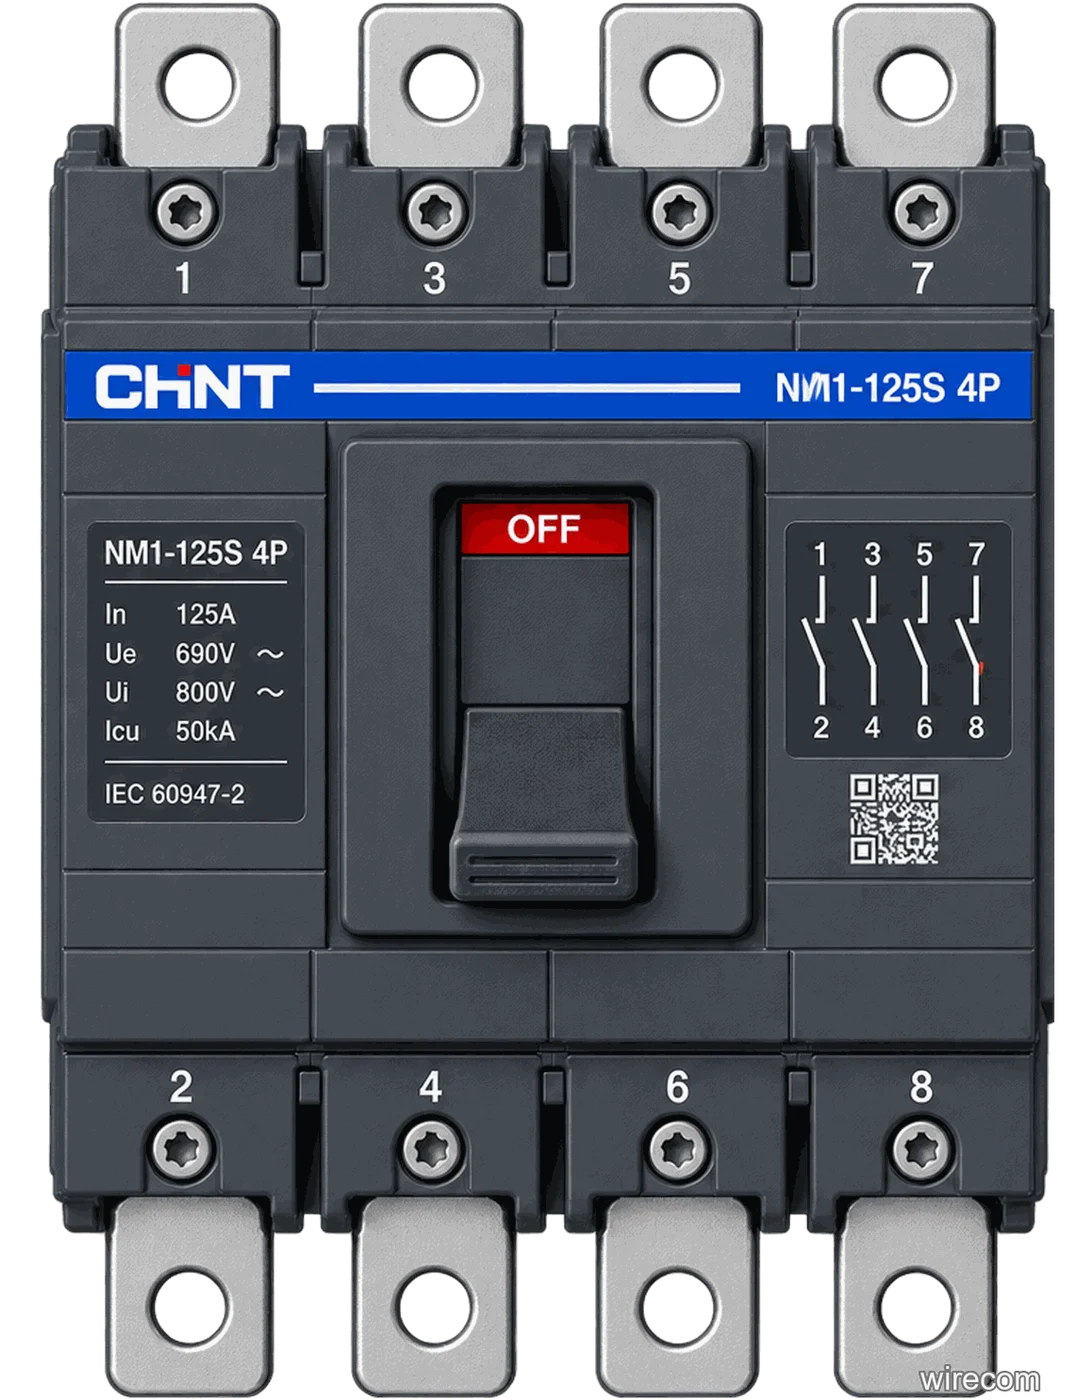 1 3 5 7
CHINT NM1-125S 4P
OFF
NM1-125S 4P
In 125A
Ue 690V ~
Ui 800V ~
Icu 50kA
IEC 60947-2
1 3 5 7
2 4 6 8
2 4 6 8
wirecom